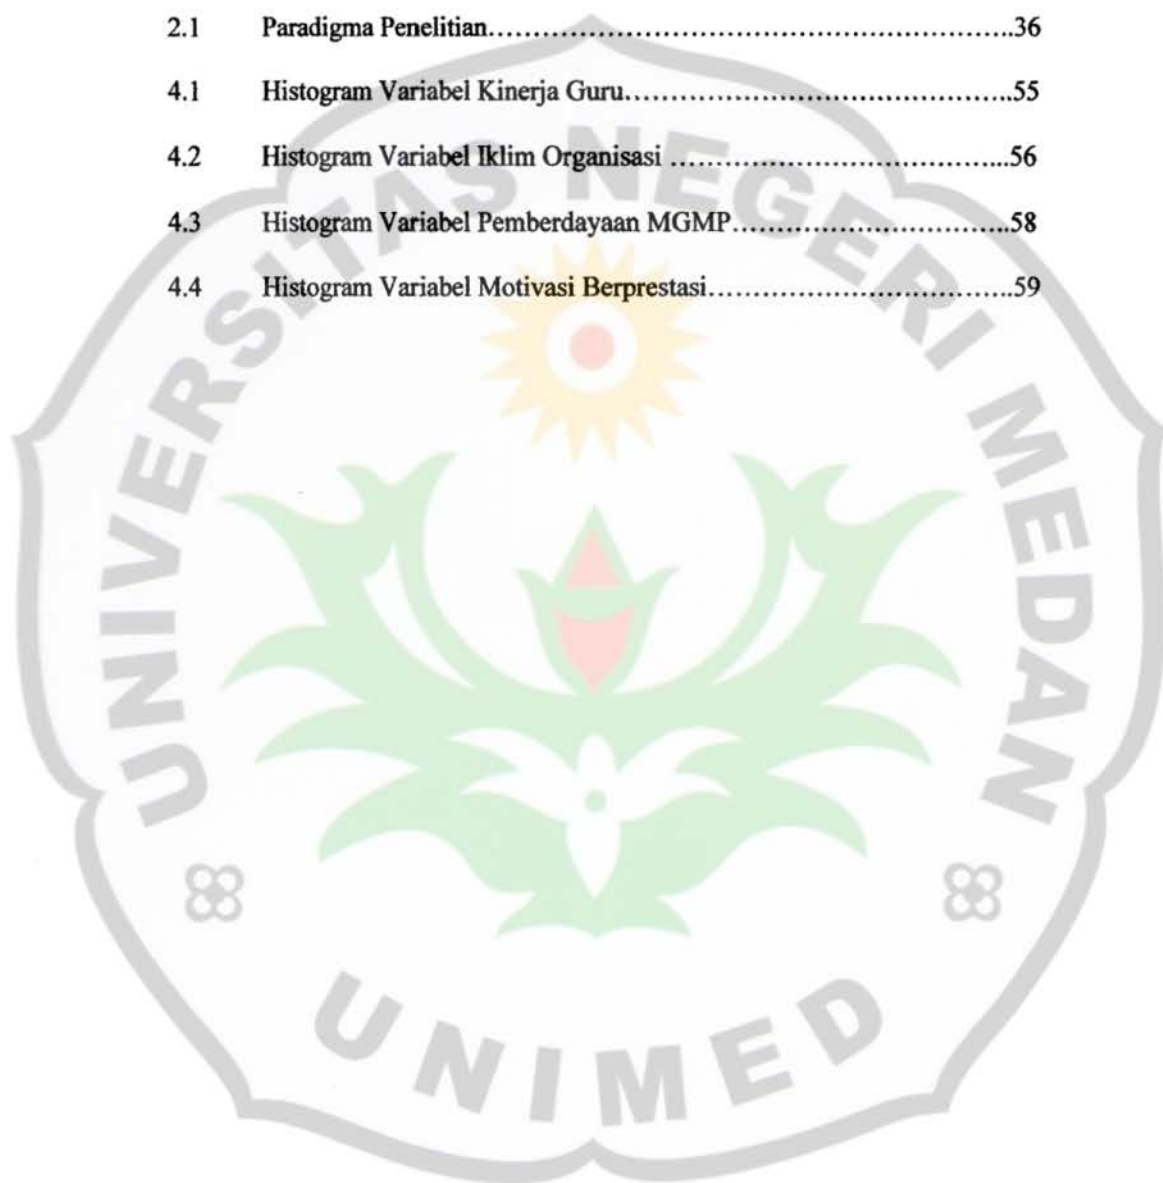 2.1 Paradigma Penelitian……………………………………………………..36
4.1 Histogram Variabel Kinerja Guru……………………………………..55
4.2 Histogram Variabel Iklim Organisasi …………………………………...56
4.3 Histogram Variabel Pemberdayaan MGMP…………………………..58
4.4 Histogram Variabel Motivasi Berprestasi……………………………..59
UNIVERSITAS NEGERI MEDAN
UNIMED